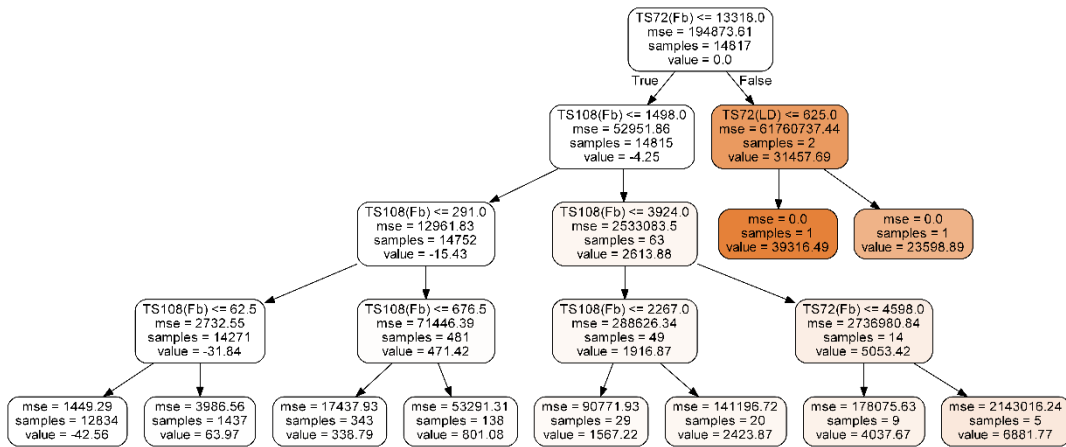 TS72(Fb) <= 13318.0
mse = 194873.61
samples = 14817
value = 0.0
True
False
TS108(Fb) <= 1498.0
mse = 52951.86
samples = 14815
value = -4.25
TS72(LD) <= 625.0
mse = 61760737.44
samples = 2
value = 31457.69
TS108(Fb) <= 291.0
mse = 12961.83
samples = 14752
value = -15.43
TS108(Fb) <= 3924.0
mse = 2533083.5
samples = 63
value = 2613.88
mse = 0.0
samples = 1
value = 39316.49
mse = 0.0
samples = 1
value = 23598.89
TS108(Fb) <= 62.5
mse = 2732.55
samples = 14271
value = -31.84
TS108(Fb) <= 676.5
mse = 71446.39
samples = 481
value = 471.42
TS108(Fb) <= 2267.0
mse = 288626.34
samples = 49
value = 1916.87
TS72(Fb) <= 4598.0
mse = 2736980.84
samples = 14
value = 5053.42
mse = 1449.29
samples = 12834
value = -42.56
mse = 3986.56
samples = 1437
value = 63.97
mse = 17437.93
samples = 343
value = 338.79
mse = 53291.31
samples = 138
value = 801.08
mse = 90771.93
samples = 29
value = 1567.22
mse = 141196.72
samples = 20
value = 2423.87
mse = 178075.63
samples = 9
value = 4037.67
mse = 2143016.24
samples = 5
value = 6881.77